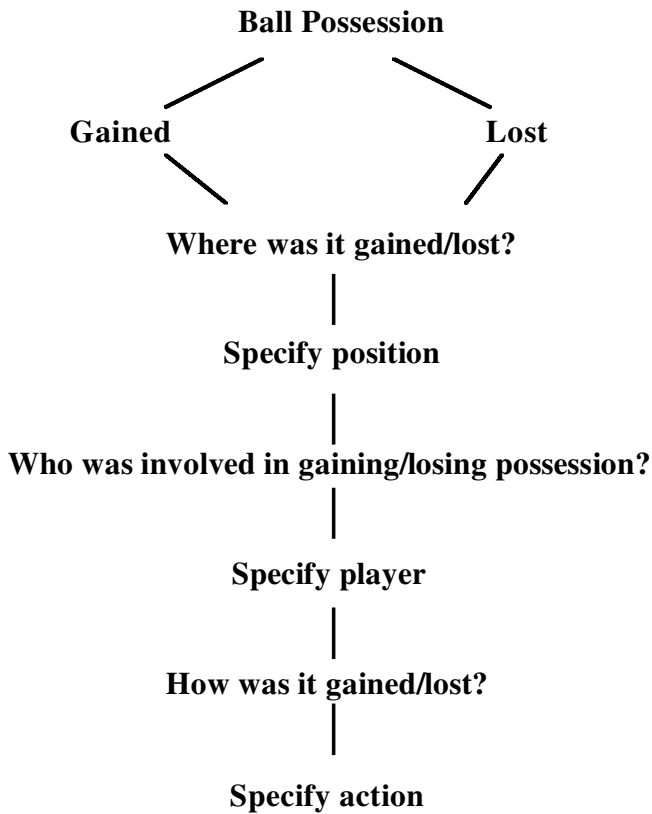 Ball Possession
Gained
Lost
Where was it gained/lost?
Specify position
Who was involved in gaining/losing possession?
Specify player
How was it gained/lost?
Specify action